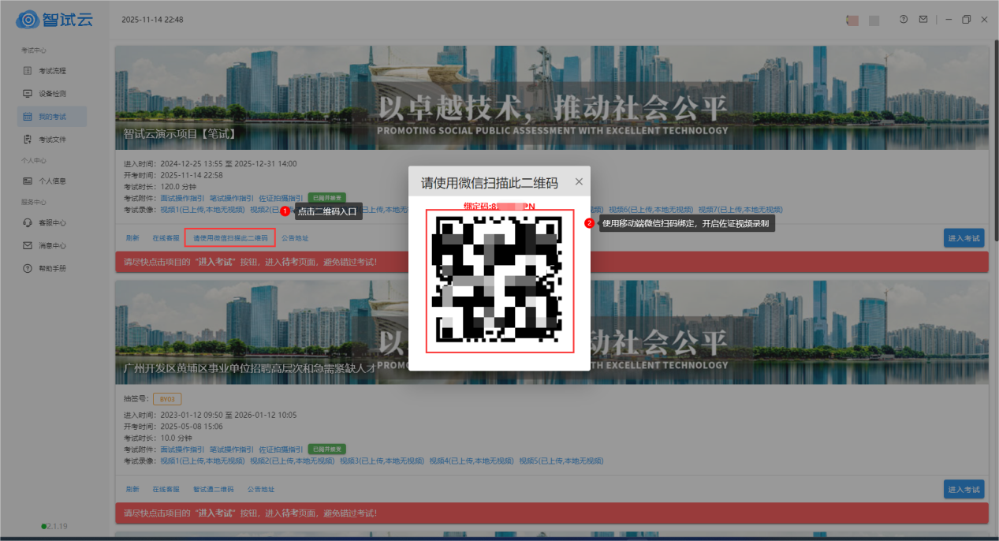 智试云
2025-11-14 22:48
考试中心
考试流程
设备检测
我的考试
考试文件
个人中心
个人信息
服务中心
客服中心
消息中心
帮助手册
2.1.19
以卓越技术，推动社会公平
PROMOTING SOCIAL PUBLIC ASSESSMENT WITH EXCELLENT TECHNOLOGY
智试云演示项目【笔试】
进入时间：2024-12-25 13:55 至 2025-12-31 14:00
开考时间：2025-11-14 22:58
考试时长：120.0 分钟
考试附件：面试操作指引 笔试操作指引 佐证拍摄指引
考试录像：视频1(已上传,本地无视频) 视频2(已 已上传,本地无 视频6(已上传,本地无视频) 视频7(已上传,本地无视频)
刷新 在线客服 请使用微信扫描此二维码 公告地址
进入考试
请尽快点击项目的 “进入考试” 按钮，进入待考页面，避免错过考试！
请使用微信扫描此二维码
绑定码:8 PN
1 点击二维码入口
2 使用移动端微信扫码绑定，开启佐证视频录制
以 动社会公平
PROM TH EXCELLENT TECHNOLOGY
广州开发区黄埔区事业单位招聘高层次和急需紧缺人才
抽签号： BY03
进入时间：2023-01-12 09:50 至 2026-01-12 10:05
开考时间：2025-05-08 15:06
考试时长：10.0 分钟
考试附件：面试操作指引 笔试操作指引 佐证拍摄指引
考试录像：视频1(已上传,本地无视频) 视频2(已上传,本地无视频) 视频3(已上传,本地无视频) 视频4(已上传,本地无视频) 视频5(已上传,本地无视频)
刷新 在线客服 智试通二维码 公告地址
进入考试
请尽快点击项目的 “进入考试” 按钮，进入待考页面，避免错过考试！